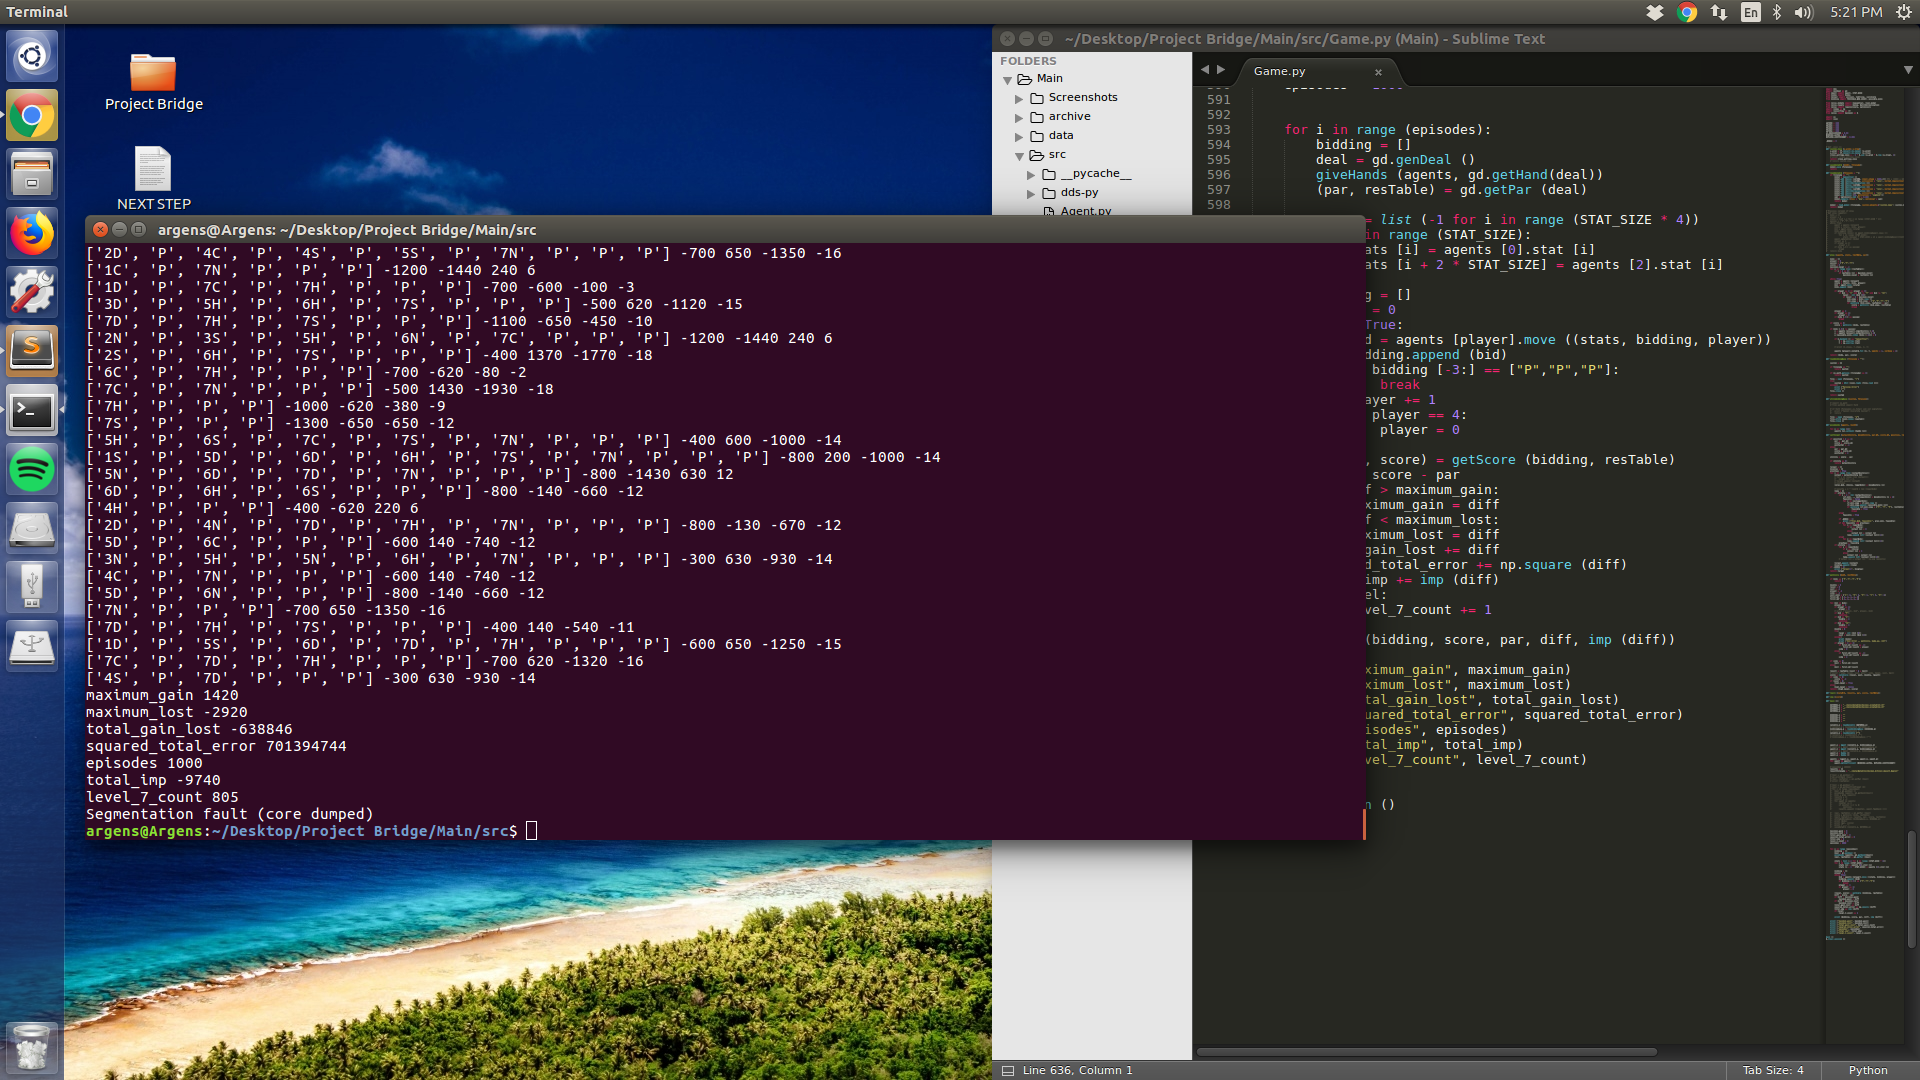 Terminal
En
5:21 PM
Project Bridge
NEXT STEP
~/Desktop/Project Bridge/Main/src/Game.py (Main) - Sublime Text
FOLDERS
Main
Screenshots
archive
data
src
__pycache__
dds-py
Agent.py
Game.py
591
592
593 for i in range (episodes):
594 bidding = []
595 deal = gd.genDeal ()
596 giveHands (agents, gd.getHand(deal))
597 (par, resTable) = gd.getPar (deal)
598
= list (-1 for i in range (STAT_SIZE * 4))
in range (STAT_SIZE):
ats [i] = agents [0].stat [i]
ats [i + 2 * STAT_SIZE] = agents [2].stat [i]
g = []
= 0
True:
d = agents [player].move ((stats, bidding, player))
dding.append (bid)
bidding [-3:] == ["P","P","P"]:
break
ayer += 1
player == 4:
player = 0
, score) = getScore (bidding, resTable)
score - par
f > maximum_gain:
ximum_gain = diff
f < maximum_lost:
ximum_lost = diff
gain_lost += diff
d_total_error += np.square (diff)
imp += imp (diff)
el:
vel_7_count += 1
(bidding, score, par, diff, imp (diff))
ximum_gain", maximum_gain)
ximum_lost", maximum_lost)
tal_gain_lost", total_gain_lost)
uared_total_error", squared_total_error)
isodes", episodes)
tal_imp", total_imp)
vel_7_count", level_7_count)
n ()
argens@Argens: ~/Desktop/Project Bridge/Main/src
['2D', 'P', '4C', 'P', '4S', 'P', '5S', 'P', '7N', 'P', 'P', 'P'] -700 650 -1350 -16
['1C', 'P', '7N', 'P', 'P', 'P'] -1200 -1440 240 6
['1D', 'P', '7C', 'P', '7H', 'P', 'P', 'P'] -700 -600 -100 -3
['3D', 'P', '5H', 'P', '6H', 'P', '7S', 'P', 'P', 'P'] -500 620 -1120 -15
['7D', 'P', '7H', 'P', '7S', 'P', 'P', 'P'] -1100 -650 -450 -10
['2N', 'P', '3S', 'P', '5H', 'P', '6N', 'P', '7C', 'P', 'P', 'P'] -1200 -1440 240 6
['2S', 'P', '6H', 'P', '7S', 'P', 'P', 'P'] -400 1370 -1770 -18
['6C', 'P', '7H', 'P', 'P', 'P'] -700 -620 -80 -2
['7C', 'P', '7N', 'P', 'P', 'P'] -500 1430 -1930 -18
['7H', 'P', 'P', 'P'] -1000 -620 -380 -9
['7S', 'P', 'P', 'P'] -1300 -650 -650 -12
['5H', 'P', '6S', 'P', '7C', 'P', '7S', 'P', '7N', 'P', 'P', 'P'] -400 600 -1000 -14
['1S', 'P', '5D', 'P', '6D', 'P', '6H', 'P', '7S', 'P', '7N', 'P', 'P', 'P'] -800 200 -1000 -14
['5N', 'P', '6D', 'P', '7D', 'P', '7N', 'P', 'P', 'P'] -800 -1430 630 12
['6D', 'P', '6H', 'P', '6S', 'P', 'P', 'P'] -800 -140 -660 -12
['4H', 'P', 'P', 'P'] -400 -620 220 6
['2D', 'P', '4N', 'P', '7D', 'P', '7H', 'P', '7N', 'P', 'P', 'P'] -800 -130 -670 -12
['5D', 'P', '6C', 'P', 'P', 'P'] -600 140 -740 -12
['3N', 'P', '5H', 'P', '5N', 'P', '6H', 'P', '7N', 'P', 'P', 'P'] -300 630 -930 -14
['4C', 'P', '7N', 'P', 'P', 'P'] -600 140 -740 -12
['5D', 'P', '6N', 'P', 'P', 'P'] -800 -140 -660 -12
['7N', 'P', 'P', 'P'] -700 650 -1350 -16
['7D', 'P', '7H', 'P', '7S', 'P', 'P', 'P'] -400 140 -540 -11
['1D', 'P', '5S', 'P', '6D', 'P', '7D', 'P', '7H', 'P', 'P', 'P'] -600 650 -1250 -15
['7C', 'P', '7D', 'P', '7H', 'P', 'P', 'P'] -700 620 -1320 -16
['4S', 'P', '7D', 'P', 'P', 'P'] -300 630 -930 -14
maximum_gain 1420
maximum_lost -2920
total_gain_lost -638846
squared_total_error 701394744
episodes 1000
total_imp -9740
level_7_count 805
Segmentation fault (core dumped)
argens@Argens:~/Desktop/Project Bridge/Main/src$
Line 636, Column 1
Tab Size: 4
Python